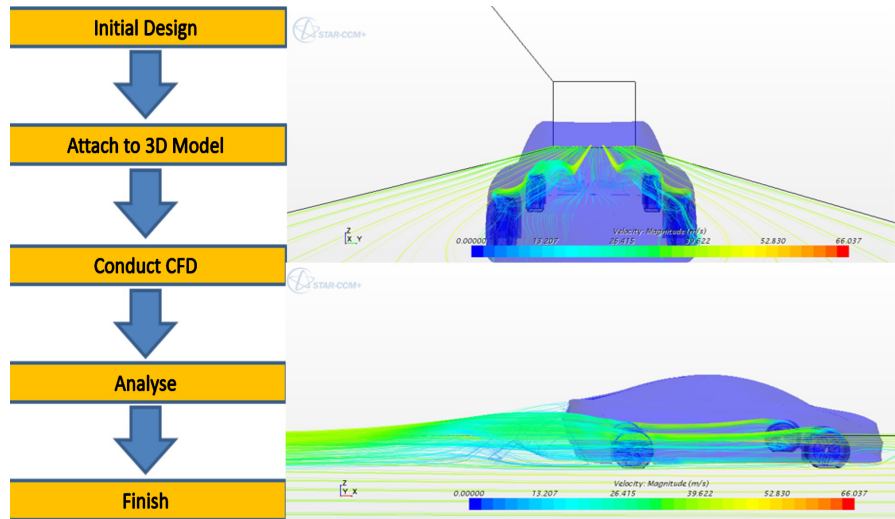 Initial Design
Attach to 3D Model
Conduct CFD
Analyse
Finish
STAR-CCM+
Z
X Y
Velocity: Magnitude (m/s)
0.00000 13.207 26.415 39.622 52.830 66.037
STAR-CCM+
Z
Y X
Velocity: Magnitude (m/s)
0.00000 13.207 26.415 39.622 52.830 66.037